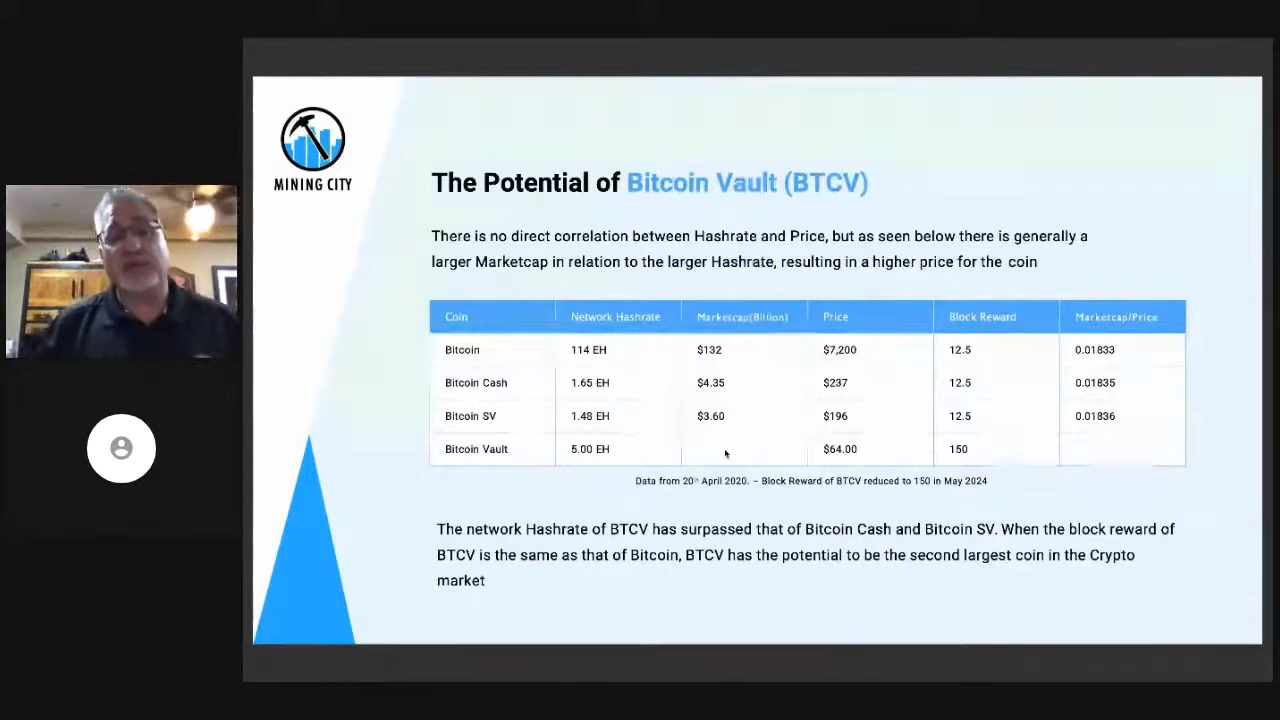 MINING CITY
The Potential of Bitcoin Vault (BTCV)
There is no direct correlation between Hashrate and Price, but as seen below there is generally a
larger Marketcap in relation to the larger Hashrate, resulting in a higher price for the coin
Coin Network Hashrate Marketcap(Billion) Price Block Reward Marketcap/Price
Bitcoin 114 EH $132 $7,200 12.5 0.01833
Bitcoin Cash 1.65 EH $4.35 $237 12.5 0.01835
Bitcoin SV 1.48 EH $3.60 $196 12.5 0.01836
Bitcoin Vault 5.00 EH $64.00 150
Data from 20th April 2020. – Block Reward of BTCV reduced to 150 in May 2024
The network Hashrate of BTCV has surpassed that of Bitcoin Cash and Bitcoin SV. When the block reward of
BTCV is the same as that of Bitcoin, BTCV has the potential to be the second largest coin in the Crypto
market